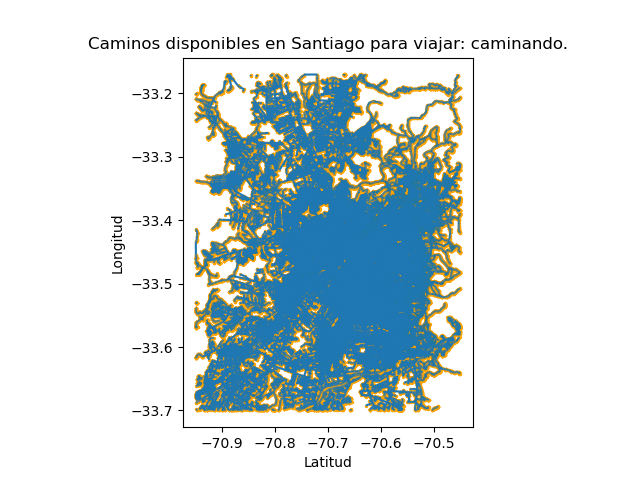 Caminos disponibles en Santiago para viajar: caminando.
−33.2
−33.3
−33.4
−33.5
−33.6
−33.7
Longitud
−70.9 −70.8 −70.7 −70.6 −70.5
Latitud